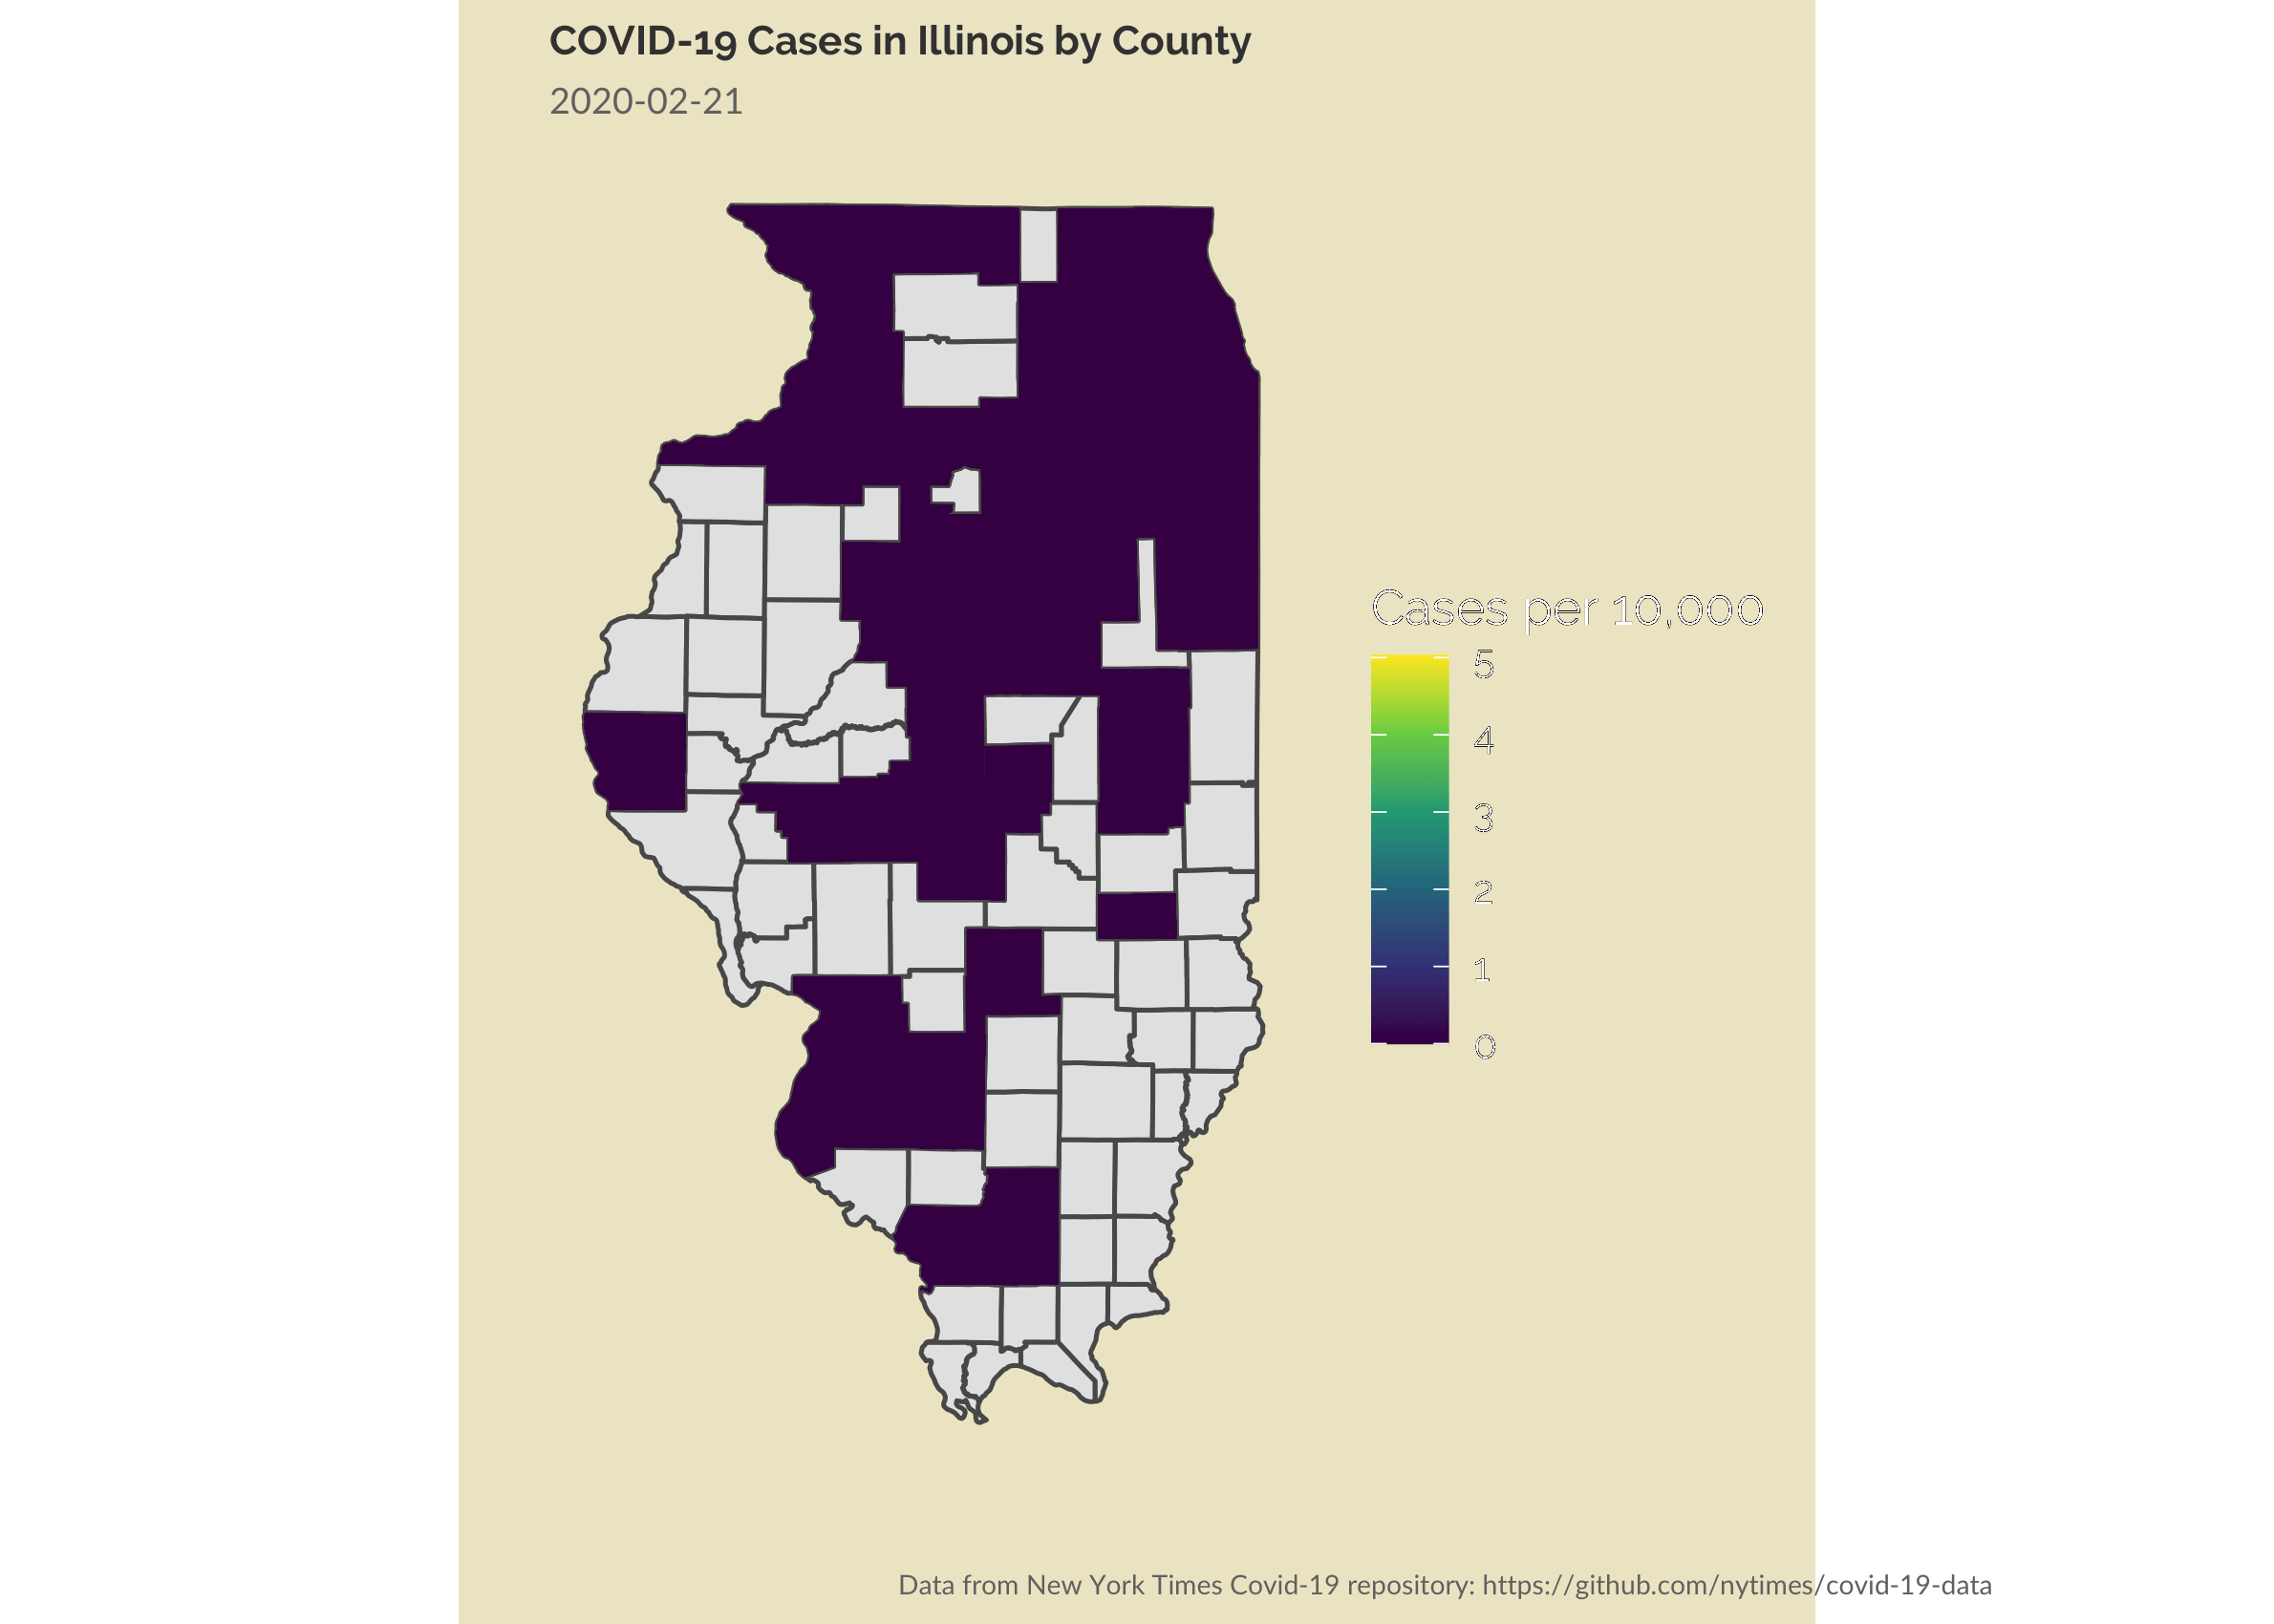 COVID-19 Cases in Illinois by County
2020-02-21
Cases per 10,000
5
4
3
2
1
0
Data from New York Times Covid-19 repository: https://github.com/nytimes/covid-19-data